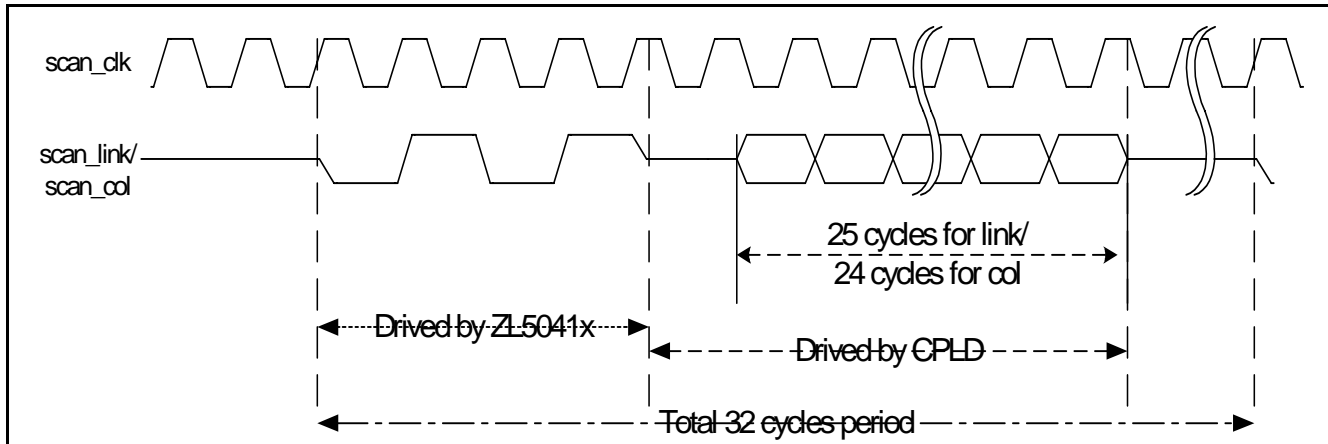 scan_clk
scan_link/
scan_col
25 cycles for link/
24 cycles for col
Drived by ZL5041x
Drived by CPLD
Total 32 cycles period